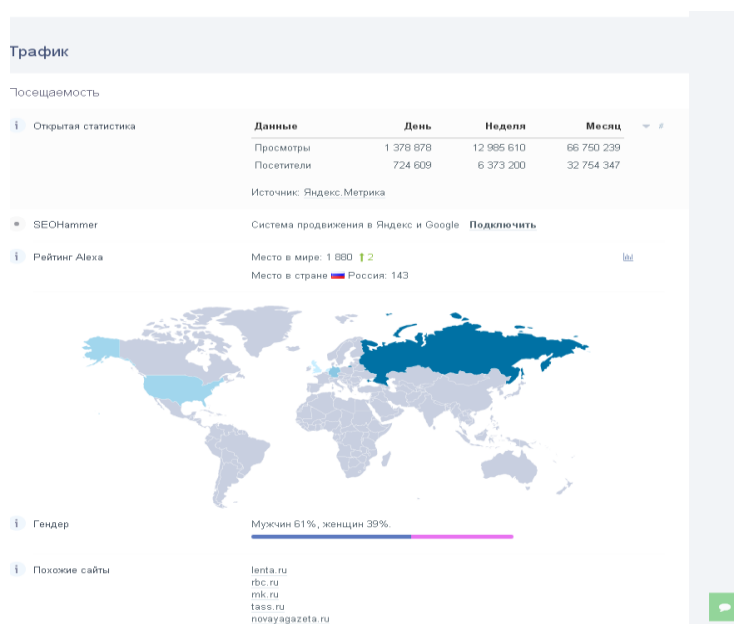 Трафик
Посещаемость
Открытая статистика
Данные День Неделя Месяц
Просмотры 1 378 878 12 985 610 66 750 239
Посетители 724 609 6 373 200 32 754 347
Источник: Яндекс.Метрика
SEOHammer Система продвижения в Яндекс и Google Подключить
Рейтинг Alexa Место в мире: 1 880 ↑ 2
Место в стране Россия: 143
Гендер Мужчин 61%, женщин 39%.
Похожие сайты lenta.ru
rbc.ru
mk.ru
tass.ru
novayagazeta.ru